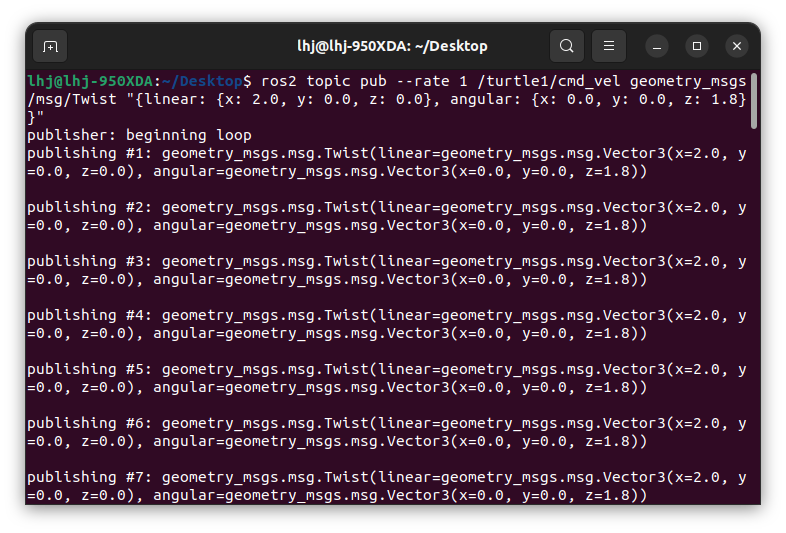 lhj@lhj-950XDA: ~/Desktop
lhj@lhj-950XDA:~/Desktop$ ros2 topic pub --rate 1 /turtle1/cmd_vel geometry_msgs
/msg/Twist "{linear: {x: 2.0, y: 0.0, z: 0.0}, angular: {x: 0.0, y: 0.0, z: 1.8}
}"
publisher: beginning loop
publishing #1: geometry_msgs.msg.Twist(linear=geometry_msgs.msg.Vector3(x=2.0, y
=0.0, z=0.0), angular=geometry_msgs.msg.Vector3(x=0.0, y=0.0, z=1.8))

publishing #2: geometry_msgs.msg.Twist(linear=geometry_msgs.msg.Vector3(x=2.0, y
=0.0, z=0.0), angular=geometry_msgs.msg.Vector3(x=0.0, y=0.0, z=1.8))

publishing #3: geometry_msgs.msg.Twist(linear=geometry_msgs.msg.Vector3(x=2.0, y
=0.0, z=0.0), angular=geometry_msgs.msg.Vector3(x=0.0, y=0.0, z=1.8))

publishing #4: geometry_msgs.msg.Twist(linear=geometry_msgs.msg.Vector3(x=2.0, y
=0.0, z=0.0), angular=geometry_msgs.msg.Vector3(x=0.0, y=0.0, z=1.8))

publishing #5: geometry_msgs.msg.Twist(linear=geometry_msgs.msg.Vector3(x=2.0, y
=0.0, z=0.0), angular=geometry_msgs.msg.Vector3(x=0.0, y=0.0, z=1.8))

publishing #6: geometry_msgs.msg.Twist(linear=geometry_msgs.msg.Vector3(x=2.0, y
=0.0, z=0.0), angular=geometry_msgs.msg.Vector3(x=0.0, y=0.0, z=1.8))

publishing #7: geometry_msgs.msg.Twist(linear=geometry_msgs.msg.Vector3(x=2.0, y
=0.0, z=0.0), angular=geometry_msgs.msg.Vector3(x=0.0, y=0.0, z=1.8))